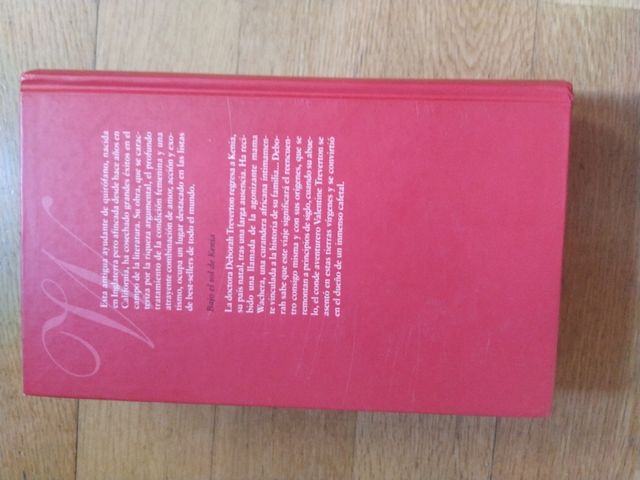 Esta antigua ayudante de quirófano, nacida
en Inglaterra pero afincada desde hace años en
California, ha cosechado grandes éxitos en el
campo de la literatura. Su obra, que se carac-
teriza por la riqueza argumental, el profundo
tratamiento de la condición femenina y una
atrayente combinación de amor, acción y exo-
tismo, ocupa un lugar destacado en las listas
de best-sellers de todo el mundo.
Bajo el sol de Kenia
La doctora Deborah Treverton regresa a Kenia,
su país natal, tras una larga ausencia. Ha reci-
bido una llamada de la agonizante mama
Wachera, una curandera africana íntimamen-
te vinculada a la historia de su familia... Debo-
rah sabe que este viaje significará el reencuen-
tro consigo misma y con sus orígenes, que se
remontan a principios de siglo, cuando su abue-
lo, el conde aventurero Valentine Treverton se
asentó en estas tierras vírgenes y se convirtió
en el dueño de un inmenso cafetal.